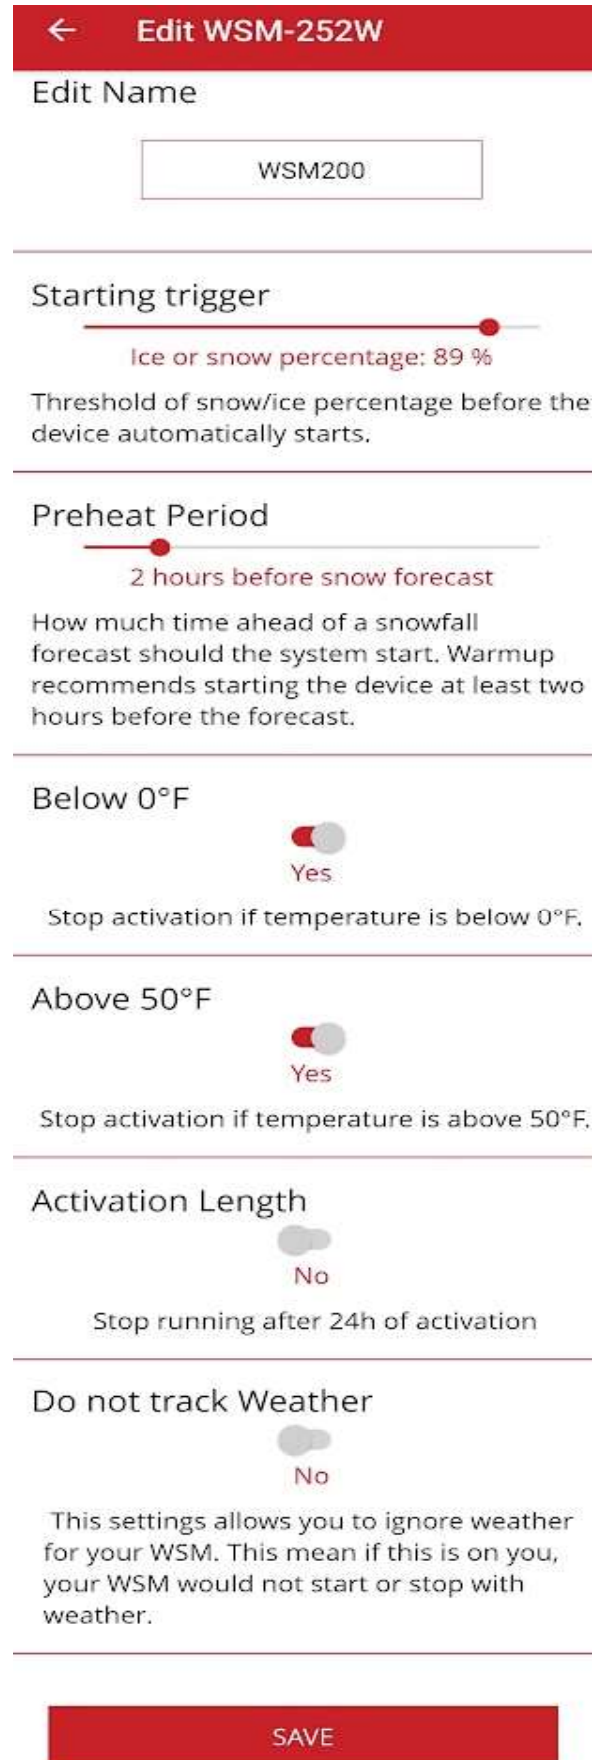 Edit WSM-252W
Edit Name
WSM200
Starting trigger
Ice or snow percentage: 89 %
Threshold of snow/ice percentage before the
device automatically starts.
Preheat Period
2 hours before snow forecast
How much time ahead of a snowfall
forecast should the system start. Warmup
recommends starting the device at least two
hours before the forecast.
Below 0°F
Yes
Stop activation if temperature is below 0°F.
Above 50°F
Yes
Stop activation if temperature is above 50°F.
Activation Length
No
Stop running after 24h of activation
Do not track Weather
No
This settings allows you to ignore weather
for your WSM. This mean if this is on you,
your WSM would not start or stop with
weather.
SAVE